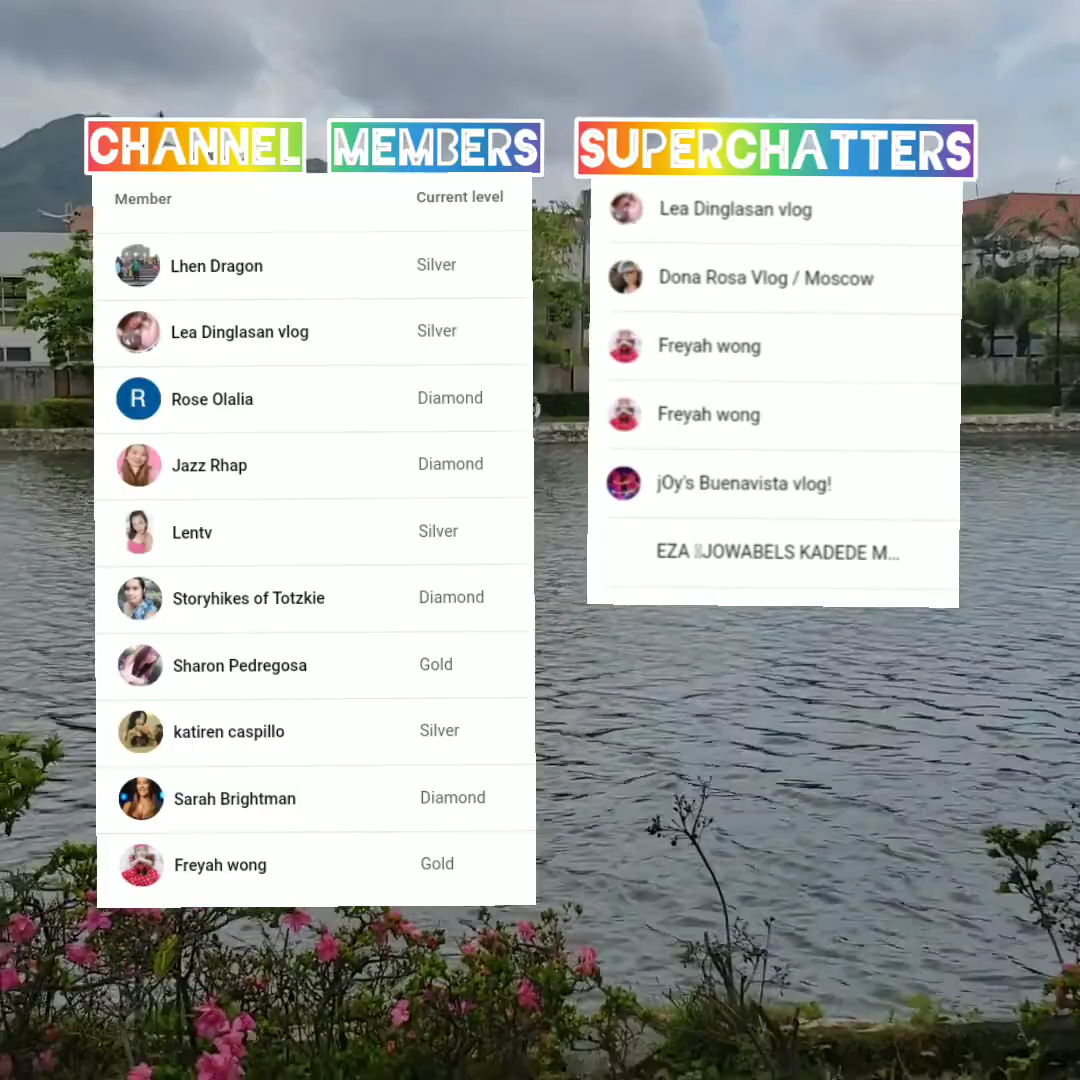 CHANNEL MEMBERS
Member Current level
Lhen Dragon Silver
Lea Dinglasan vlog Silver
Rose Olalia Diamond
R
Jazz Rhap Diamond
Lentv Silver
Storyhikes of Totzkie Diamond
Sharon Pedregosa Gold
katiren caspillo Silver
Sarah Brightman Diamond
Freyah wong Gold
SUPERCHATTERS
Lea Dinglasan vlog
Dona Rosa Vlog / Moscow
Freyah wong
Freyah wong
jOy's Buenavista vlog!
EZA JOWABELS KADEDE M...